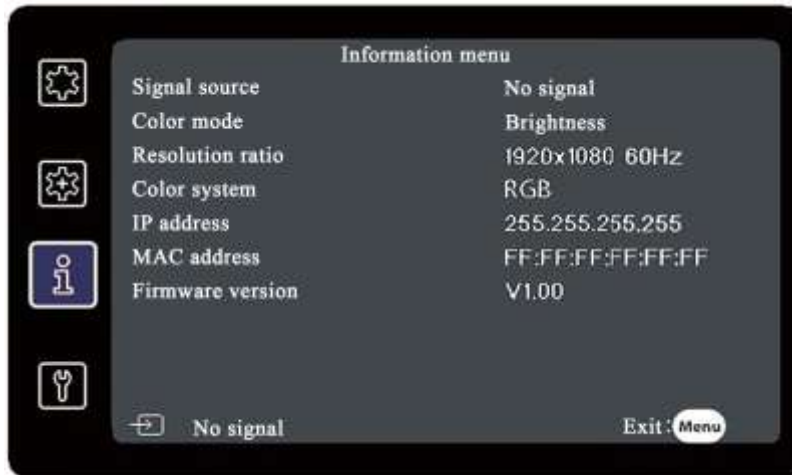 Information menu
Signal source No signal
Color mode Brightness
Resolution ratio 1920x1080 60Hz
Color system RGB
IP address 255.255.255.255
MAC address FF:FF:FF:FF:FF:FF
Firmware version V1.00
No signal Exit: Menu